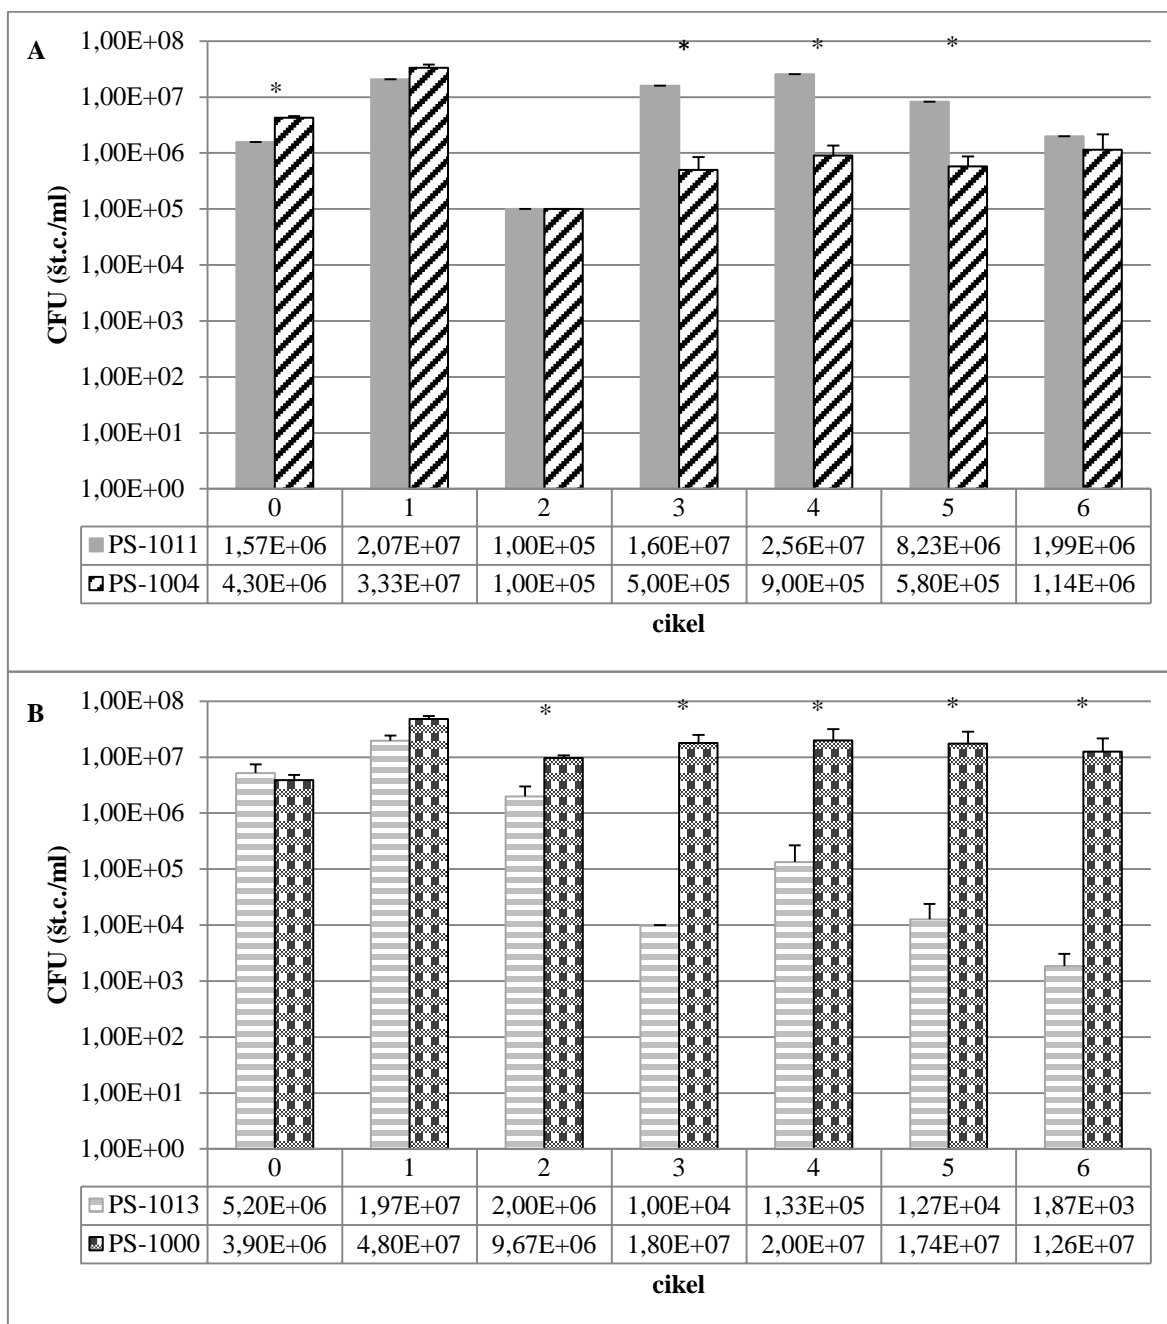 A
1,00E+08
*
*
*
*
1,00E+07
1,00E+06
1,00E+05
1,00E+04
1,00E+03
1,00E+02
1,00E+01
1,00E+00
CFU (št.c./ml)
0 1 2 3 4 5 6
PS-1011 1,57E+06 2,07E+07 1,00E+05 1,60E+07 2,56E+07 8,23E+06 1,99E+06
PS-1004 4,30E+06 3,33E+07 1,00E+05 5,00E+05 9,00E+05 5,80E+05 1,14E+06
cikel
B
1,00E+08
* * * * *
1,00E+07
1,00E+06
1,00E+05
1,00E+04
1,00E+03
1,00E+02
1,00E+01
1,00E+00
CFU (št.c./ml)
0 1 2 3 4 5 6
PS-1013 5,20E+06 1,97E+07 2,00E+06 1,00E+04 1,33E+05 1,27E+04 1,87E+03
PS-1000 3,90E+06 4,80E+07 9,67E+06 1,80E+07 2,00E+07 1,74E+07 1,26E+07
cikel